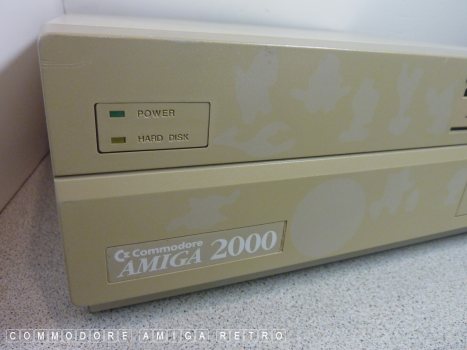 POWER
HARD DISK
Commodore
AMIGA 2000
COMMODORE AMIGA RETRO